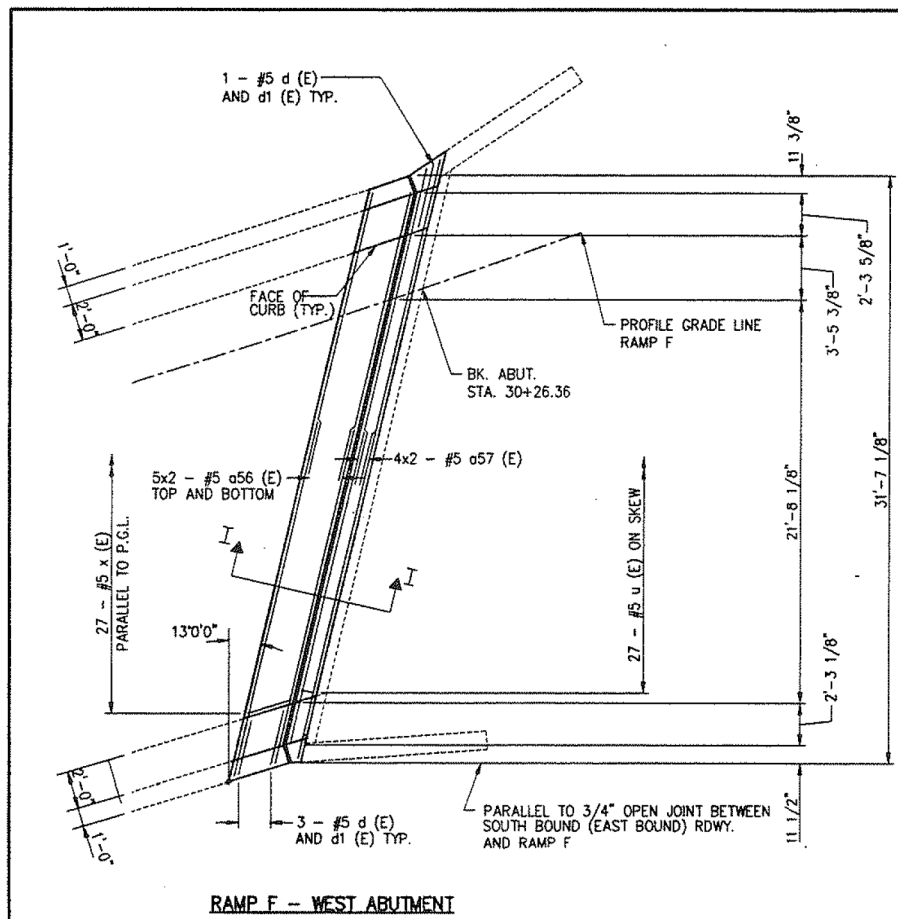 1 - #5 d (E)
AND d1 (E) TYP.
11 3/8"
2'-3 5/8"
1'-0"
2'-0"
FACE OF
CURB (TYP.)
PROFILE GRADE LINE
RAMP F
3'-5 3/8"
BK. ABUT.
STA. 30+26.36
5x2 - #5 a56 (E)
TOP AND BOTTOM
4x2 - #5 a57 (E)
21'-8 1/8"
31'-7 1/8"
27 - #5 x (E)
PARALLEL TO P.G.L.
I
I
27 - #5 u (E) ON SKEW
13°0'0"
2'-3 1/8"
2'-0"
1'-0"
3 - #5 d (E)
AND d1 (E) TYP.
PARALLEL TO 3/4" OPEN JOINT BETWEEN
SOUTH BOUND (EAST BOUND) RDWY.
AND RAMP F
11 1/2"
RAMP F - WEST ABUTMENT